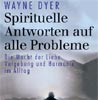 WAYNE DYER
Spirituelle
Antworten auf
alle Probleme
Die Macht der Liebe,
Vergebung und Harmonie
im Alltag